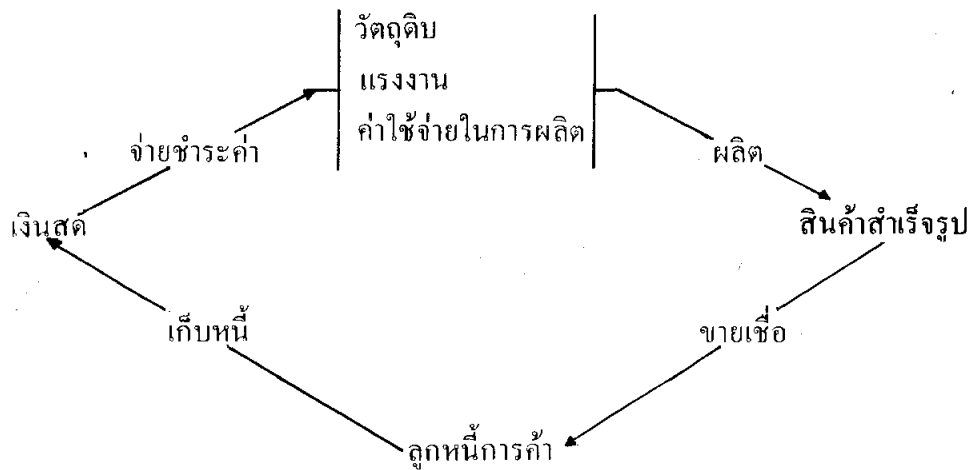 วัตถุดิบ
แรงงาน
ค่าใช้จ่ายในการผลิต
จ่ายชำระค่า
ผลิต
เงินสด
สินค้าสำเร็จรูป
เก็บหนี้
ขายเชื่อ
ลูกหนี้การค้า